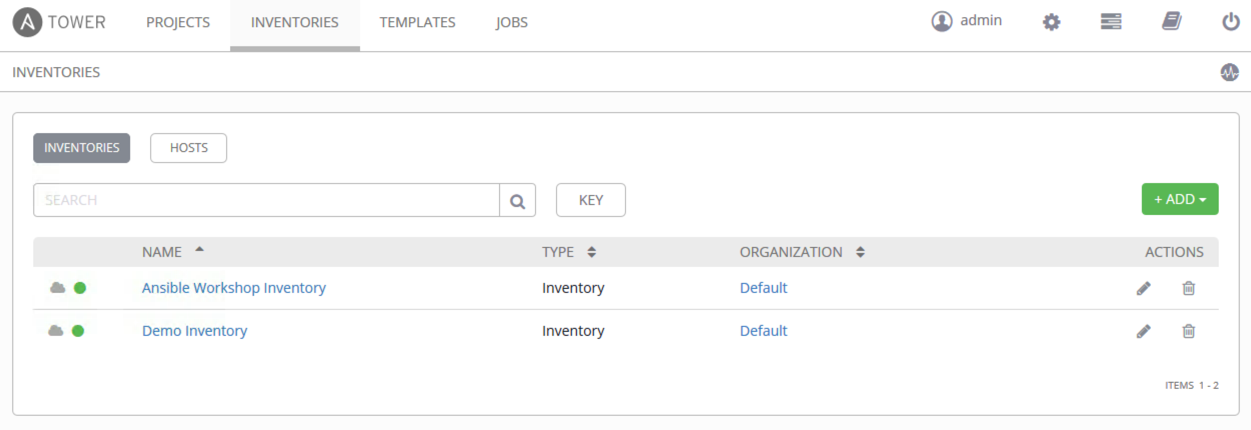 A TOWER PROJECTS INVENTORIES TEMPLATES JOBS admin
INVENTORIES
INVENTORIES HOSTS
SEARCH KEY + ADD
NAME TYPE ORGANIZATION ACTIONS
Ansible Workshop Inventory Inventory Default
Demo Inventory Inventory Default
ITEMS 1 - 2